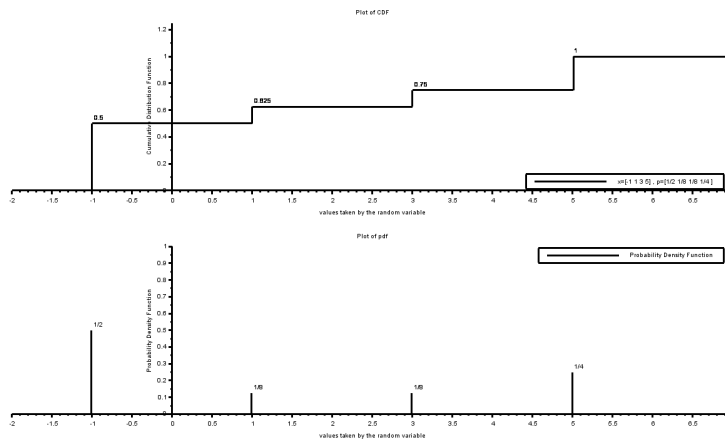 Plot of CDF
Cumulative Distribution Function
1.2
1
0.8
0.6
0.4
0.2
0
0.5
0.625
0.75
1
x=[-1 1 3 5] , p=[1/2 1/8 1/8 1/4 ]
-2 -1.5 -1 -0.5 0 0.5 1 1.5 2 2.5 3 3.5 4 4.5 5 5.5 6 6.5
values taken by the random variable
Plot of pdf
Probability Density Function
1
0.9
0.8
0.7
0.6
0.5
0.4
0.3
0.2
0.1
0
Probability Density Function
1/2
1/8
1/8
1/4
-2 -1.5 -1 -0.5 0 0.5 1 1.5 2 2.5 3 3.5 4 4.5 5 5.5 6 6.5
values taken by the random variable